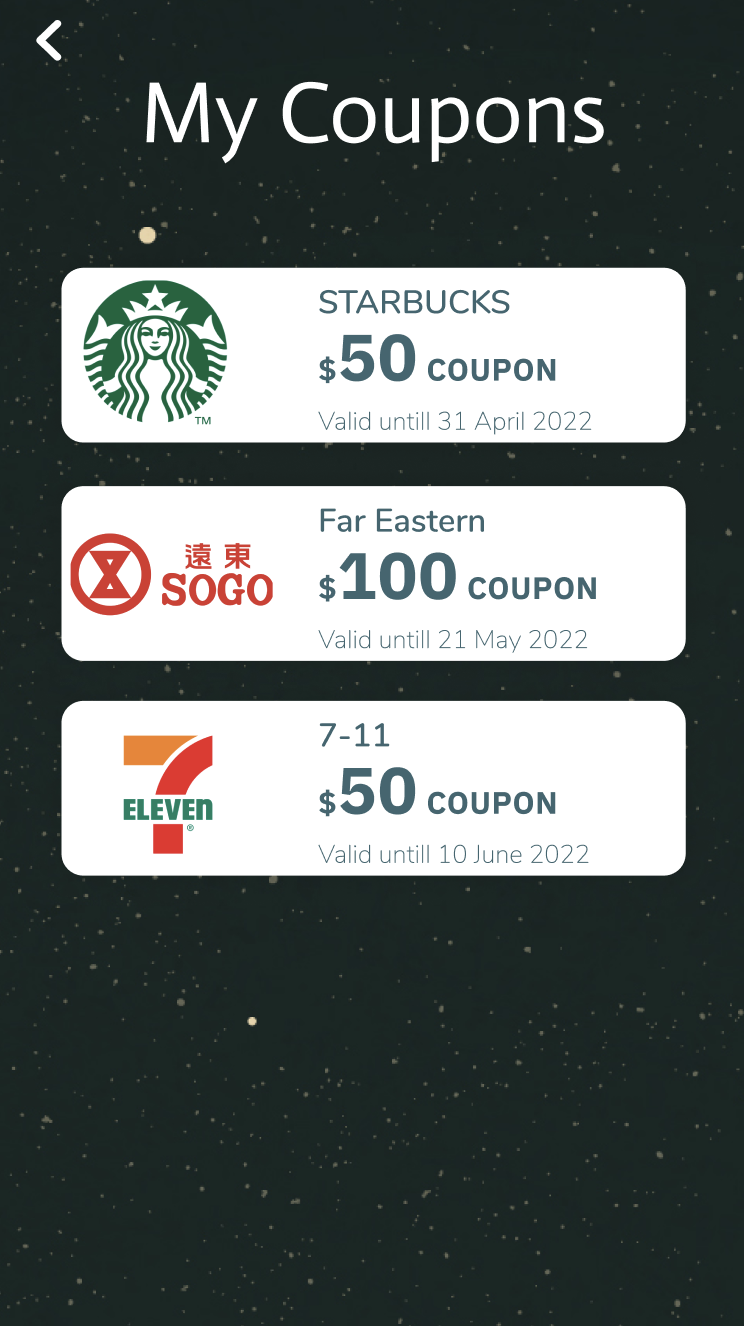 My Coupons
STARBUCKS
$50 COUPON
Valid untill 31 April 2022
TM
Far Eastern
遠東
SOGO
$100 COUPON
Valid untill 21 May 2022
7-11
7
ELEVEn
®
$50 COUPON
Valid untill 10 June 2022